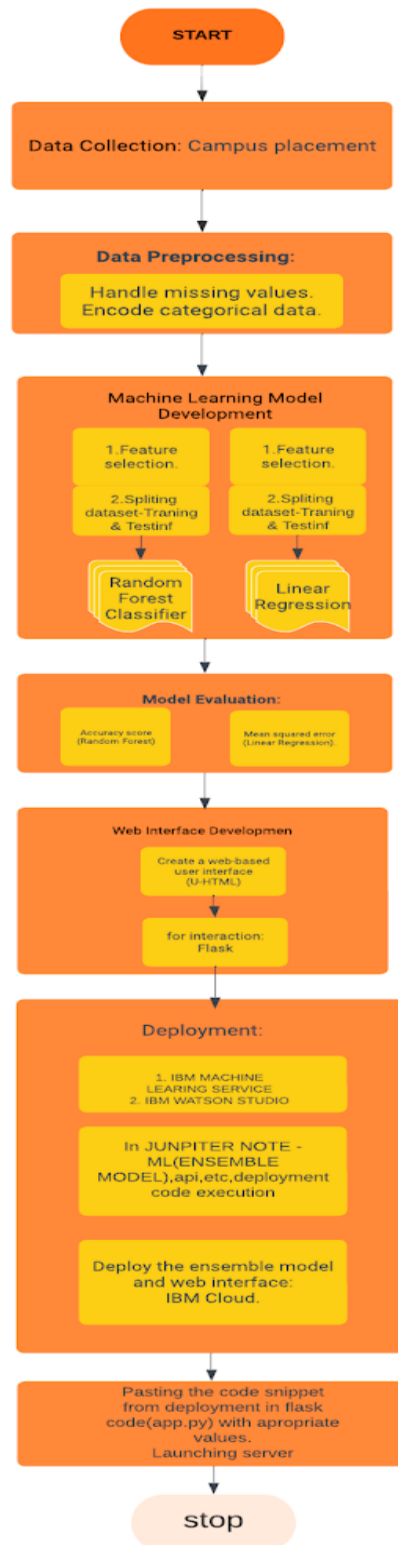 START
Data Collection: Campus placement
Data Preprocessing:
Handle missing values.
Encode categorical data.
Machine Learning Model
Development
1.Feature
selection.
2.Spliting
dataset-Traning
& Testinf
Random
Forest
Classifier
1.Feature
selection.
2.Spliting
dataset-Traning
& Testinf
Linear
Regression
Model Evaluation:
Accuracy score
(Random Forest)
Mean squared error
(Linear Regression).
Web Interface Developmen
Create a web-based
user interface
(U-HTML)
for interaction:
Flask
Deployment:
1. IBM MACHINE
LEARING SERVICE
2. IBM WATSON STUDIO
In JUNPITER NOTE -
ML(ENSEMBLE
MODEL),api,etc,deployment
code execution
Deploy the ensemble model
and web interface:
IBM Cloud.
Pasting the code snippet
from deployment in flask
code(app.py) with apropriate
values.
Launching server
stop